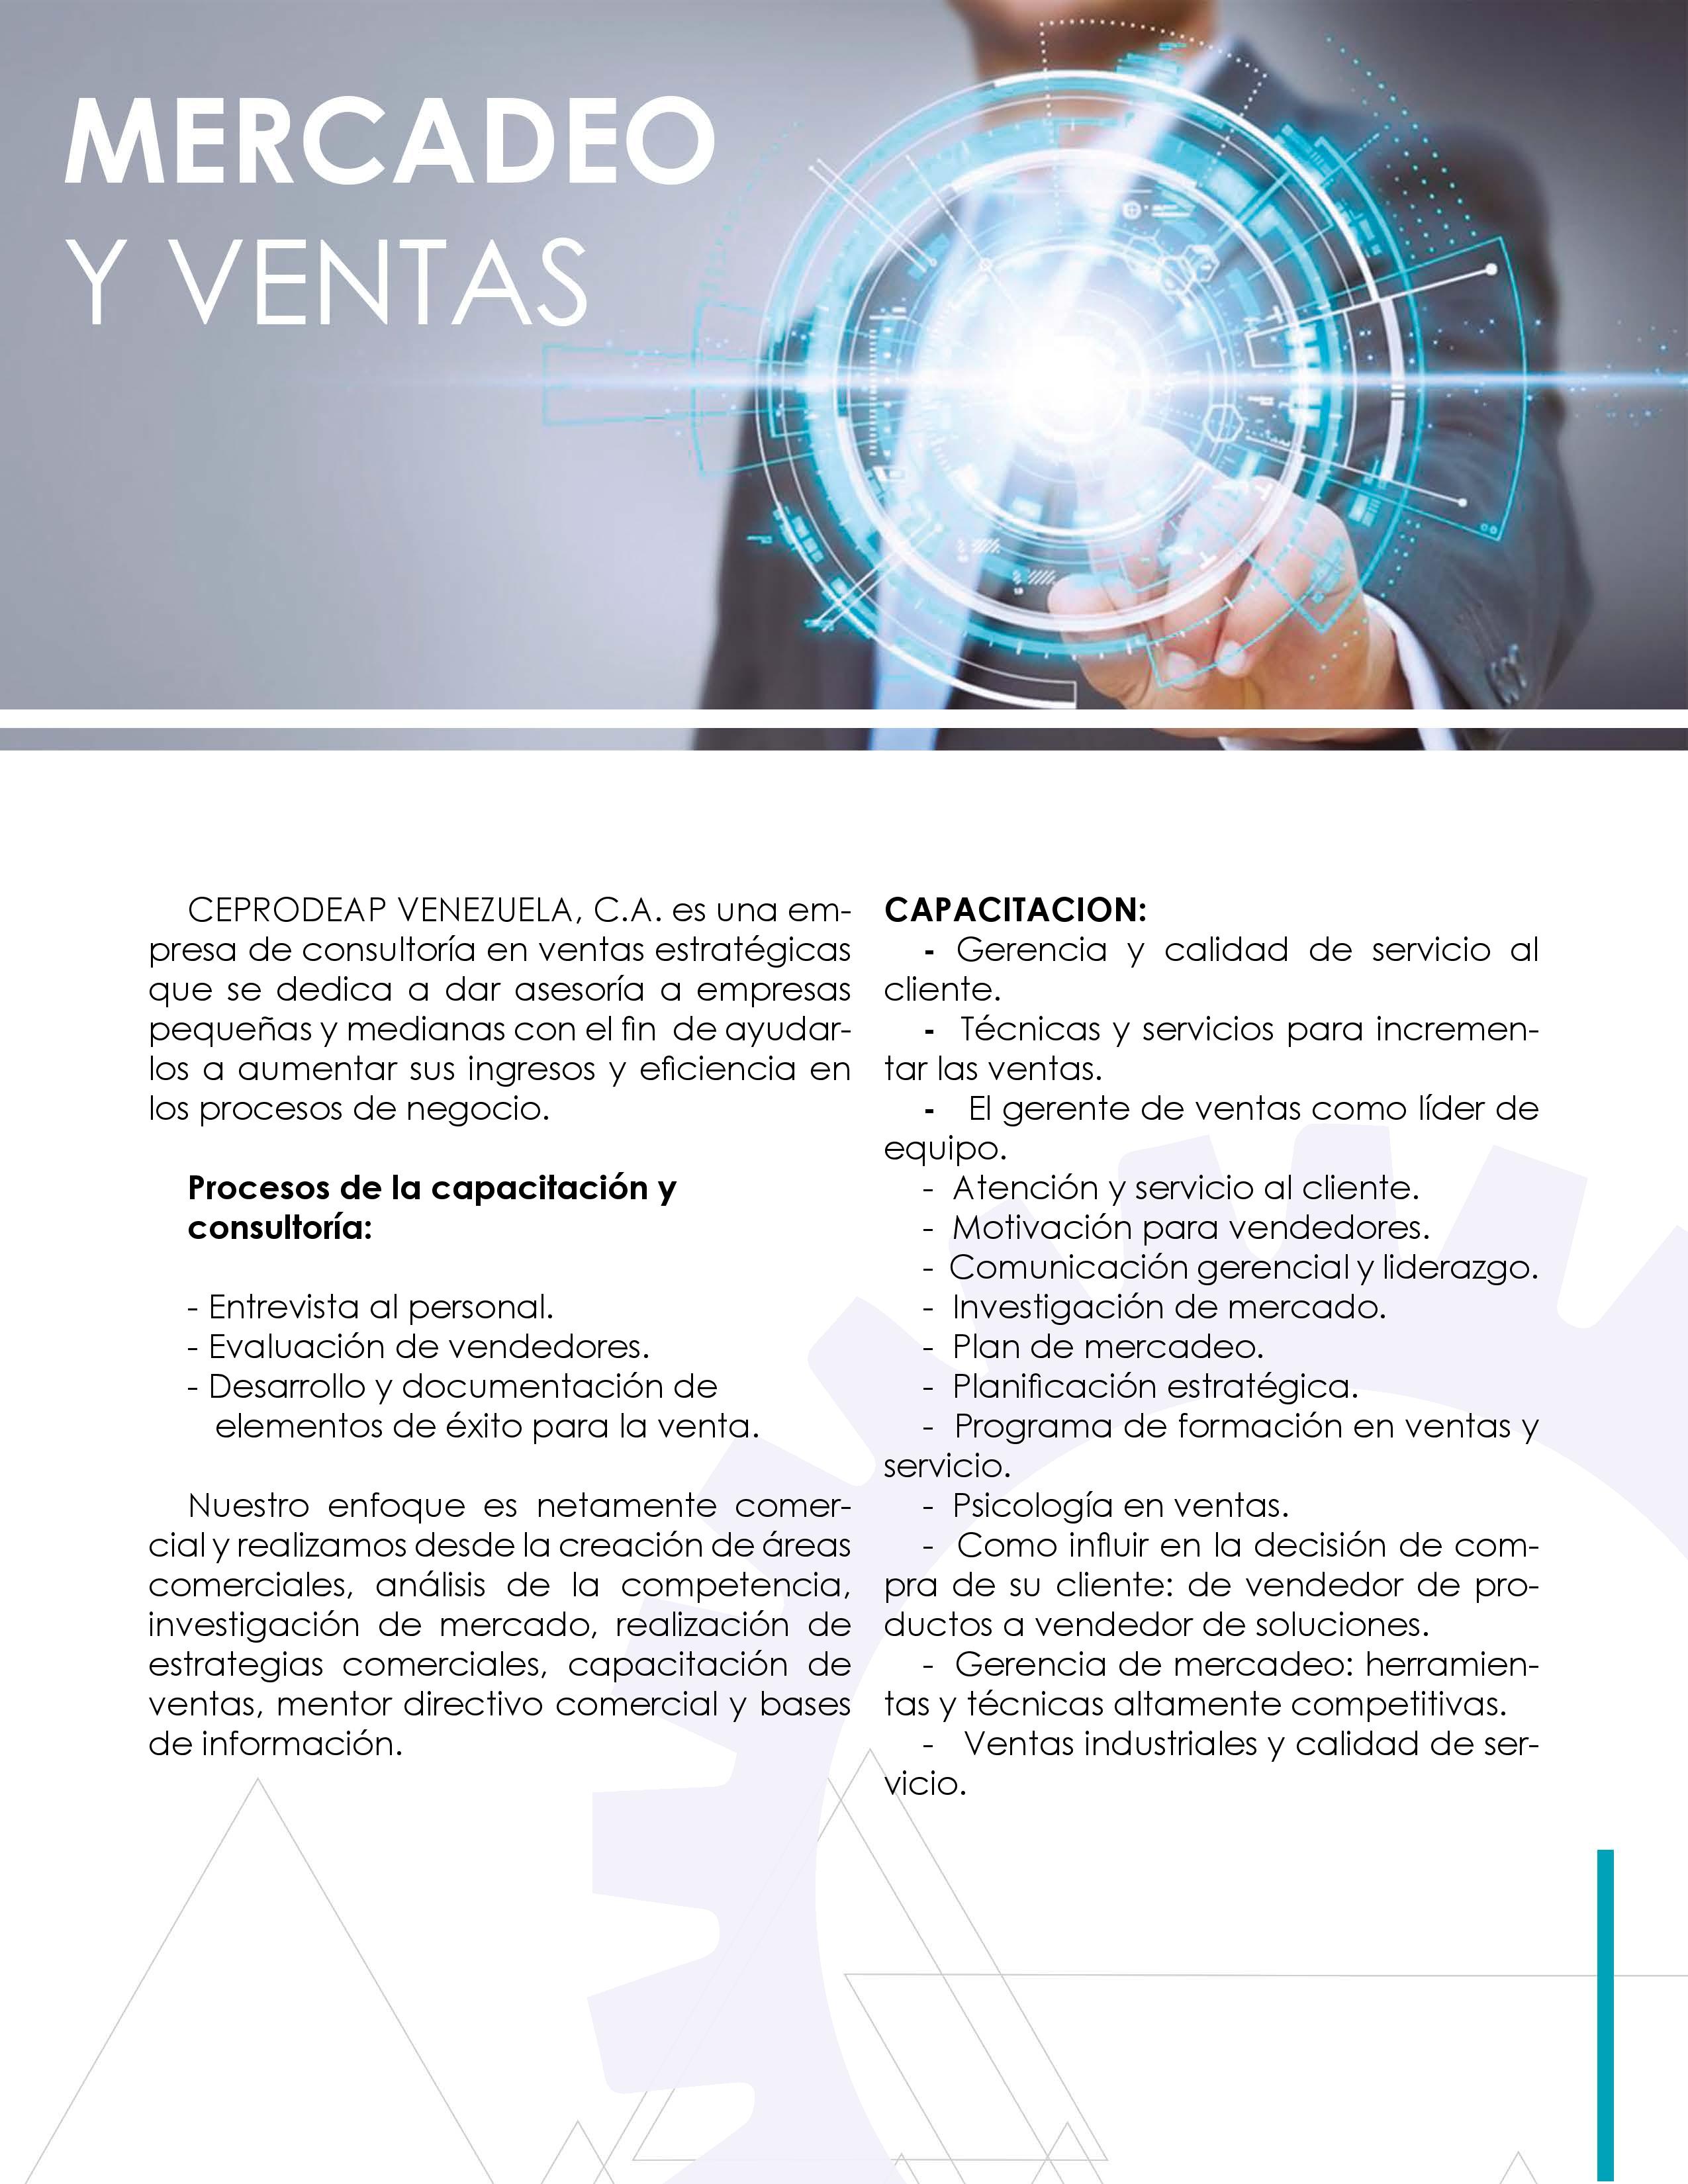 MERCADEO
Y VENTAS
CEPRODEAP VENEZUELA, C.A. es una em-
presa de consultoría en ventas estratégicas
que se dedica a dar asesoría a empresas
pequeñas y medianas con el fin de ayudar-
los a aumentar sus ingresos y eficiencia en
los procesos de negocio.
Procesos de la capacitación y
consultoría:
- Entrevista al personal.
- Evaluación de vendedores.
- Desarrollo y documentación de
elementos de éxito para la venta.
Nuestro enfoque es netamente comer-
cial y realizamos desde la creación de áreas
comerciales, análisis de la competencia,
investigación de mercado, realización de
estrategias comerciales, capacitación de
ventas, mentor directivo comercial y bases
de información.
CAPACITACION:
- Gerencia y calidad de servicio al
cliente.
- Técnicas y servicios para incremen-
tar las ventas.
- El gerente de ventas como líder de
equipo.
- Atención y servicio al cliente.
- Motivación para vendedores.
- Comunicación gerencial y liderazgo.
- Investigación de mercado.
- Plan de mercadeo.
- Planificación estratégica.
- Programa de formación en ventas y
servicio.
- Psicología en ventas.
- Como influir en la decisión de com-
pra de su cliente: de vendedor de pro-
ductos a vendedor de soluciones.
- Gerencia de mercadeo: herramien-
tas y técnicas altamente competitivas.
- Ventas industriales y calidad de ser-
vicio.